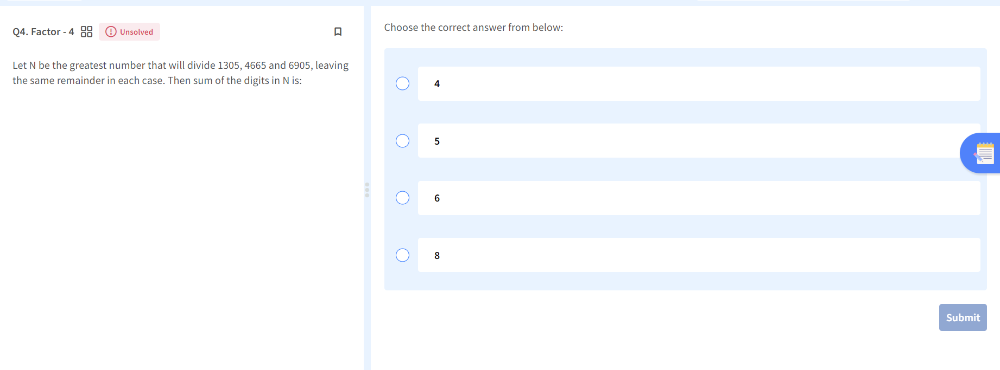 Q4. Factor - 4
Unsolved
Let N be the greatest number that will divide 1305, 4665 and 6905, leaving
the same remainder in each case. Then sum of the digits in N is:
Choose the correct answer from below:
4
5
6
8
Submit